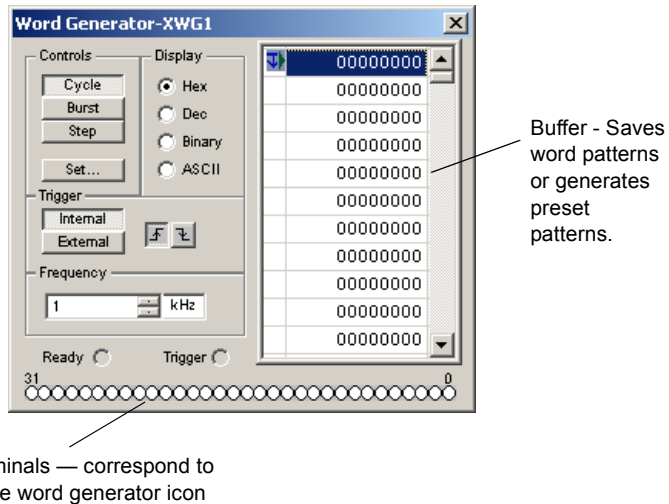 Word Generator-XWG1
Controls
Cycle
Burst
Step
Set...
Display
Hex
Dec
Binary
ASCII
Trigger
Internal
External
Frequency
1 kHz
Ready Trigger
31 0
00000000
00000000
00000000
00000000
00000000
00000000
00000000
00000000
00000000
00000000
00000000
Buffer - Saves
word patterns
or generates
preset
patterns.
— correspond to
word generator icon